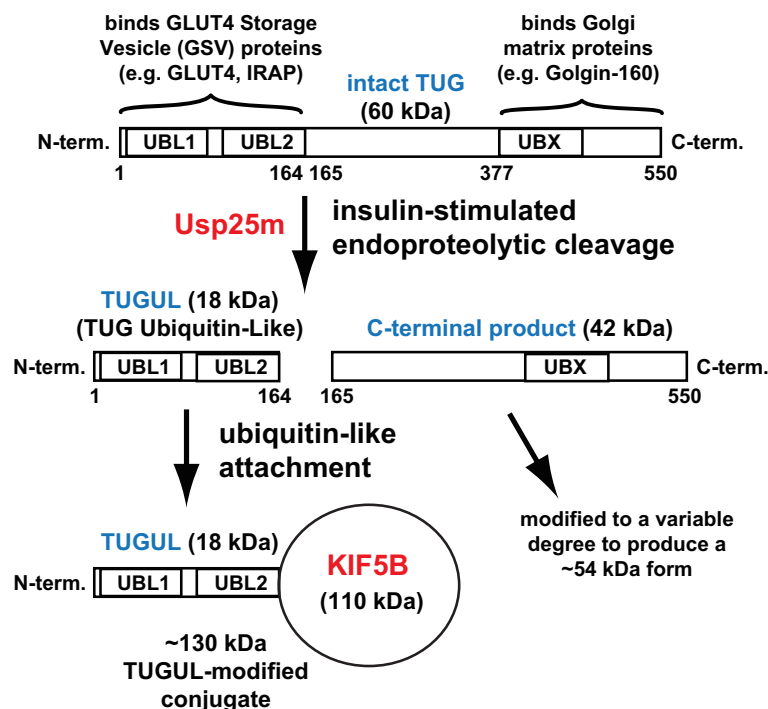 binds GLUT4 Storage
Vesicle (GSV) proteins
(e.g. GLUT4, IRAP)
binds Golgi
matrix proteins
(e.g. Golgin-160)
intact TUG
(60 kDa)
N-term.
UBL1
UBL2
UBX
C-term.
1
164
165
377
550
Usp25m
insulin-stimulated
endoproteolytic cleavage
TUGUL (18 kDa)
(TUG Ubiquitin-Like)
C-terminal product (42 kDa)
N-term.
UBL1
UBL2
UBX
C-term.
1
164
165
550
ubiquitin-like
attachment
modified to a variable
degree to produce a
~54 kDa form
TUGUL (18 kDa)
N-term.
UBL1
UBL2
KIF5B
(110 kDa)
~130 kDa
TUGUL-modified
conjugate